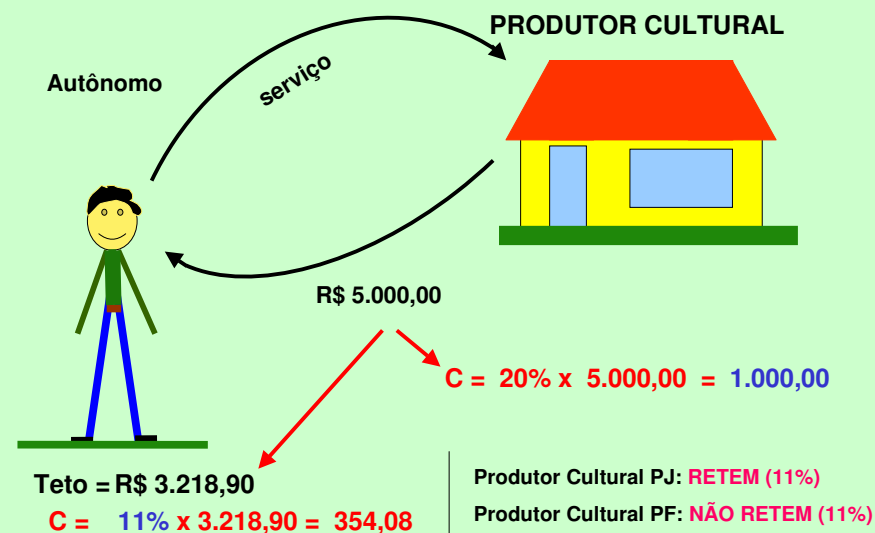 PRODUTOR CULTURAL
Autônomo
serviço
R$ 5.000,00
C = 20% x 5.000,00 = 1.000,00
Teto = R$ 3.218,90
C = 11% x 3.218,90 = 354,08
Produtor Cultural PJ: RETEM (11%)
Produtor Cultural PF: NÃO RETEM (11%)